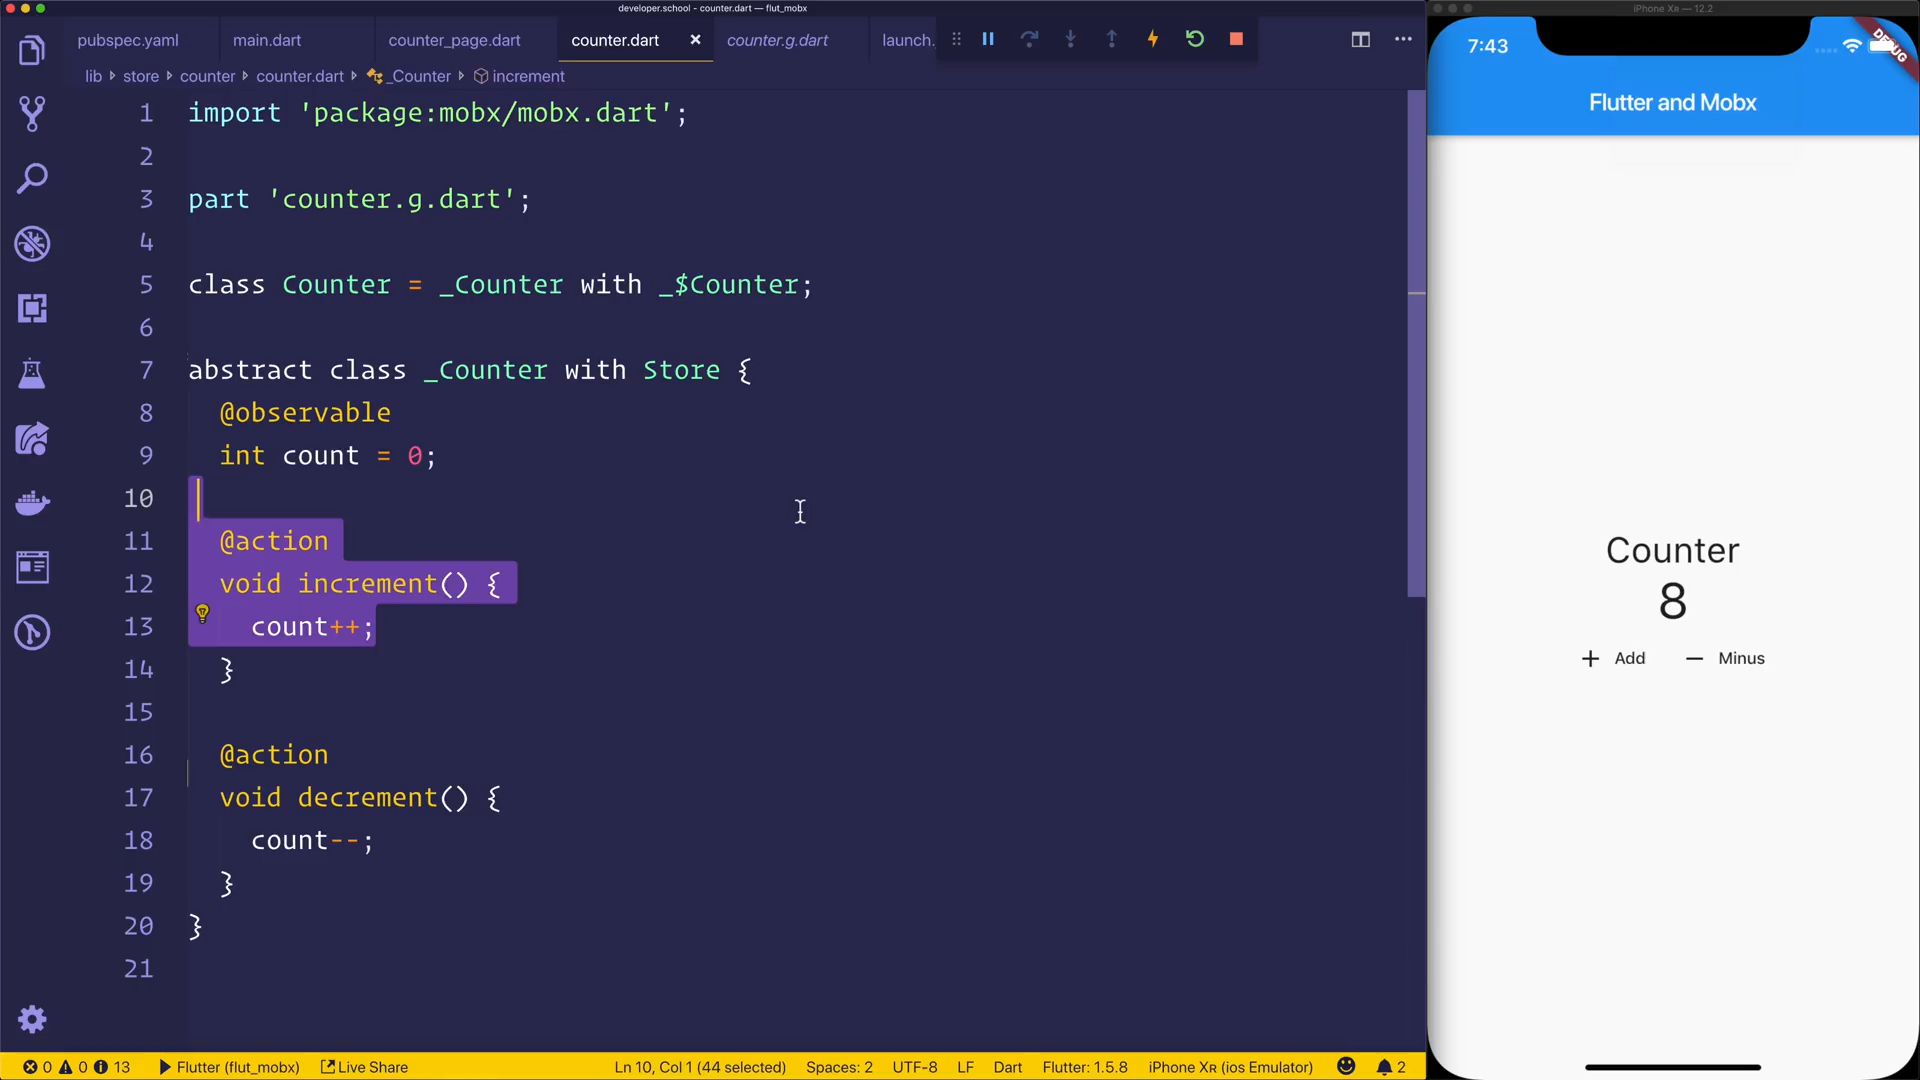 developer.school - counter.dart — flut_mobx
pubspec.yaml main.dart counter_page.dart counter.dart × counter.g.dart launch.
lib store counter counter.dart _Counter increment
1 import 'package:mobx/mobx.dart';
2
3 part 'counter.g.dart';
4
5 class Counter = _Counter with _$Counter;
6
7 abstract class _Counter with Store {
8 @observable
9 int count = 0;
10
11 @action
12 void increment() {
13 count++;
14 }
15
16 @action
17 void decrement() {
18 count--;
19 }
20 }
21
0 0 13 Flutter (flut_mobx) Live Share Ln 10, Col 1 (44 selected) Spaces: 2 UTF-8 LF Dart Flutter: 1.5.8 iPhone Xʀ (ios Emulator) 2
iPhone Xʀ — 12.2
7:43
DEBUG
Flutter and Mobx
Counter
8
+ Add — Minus